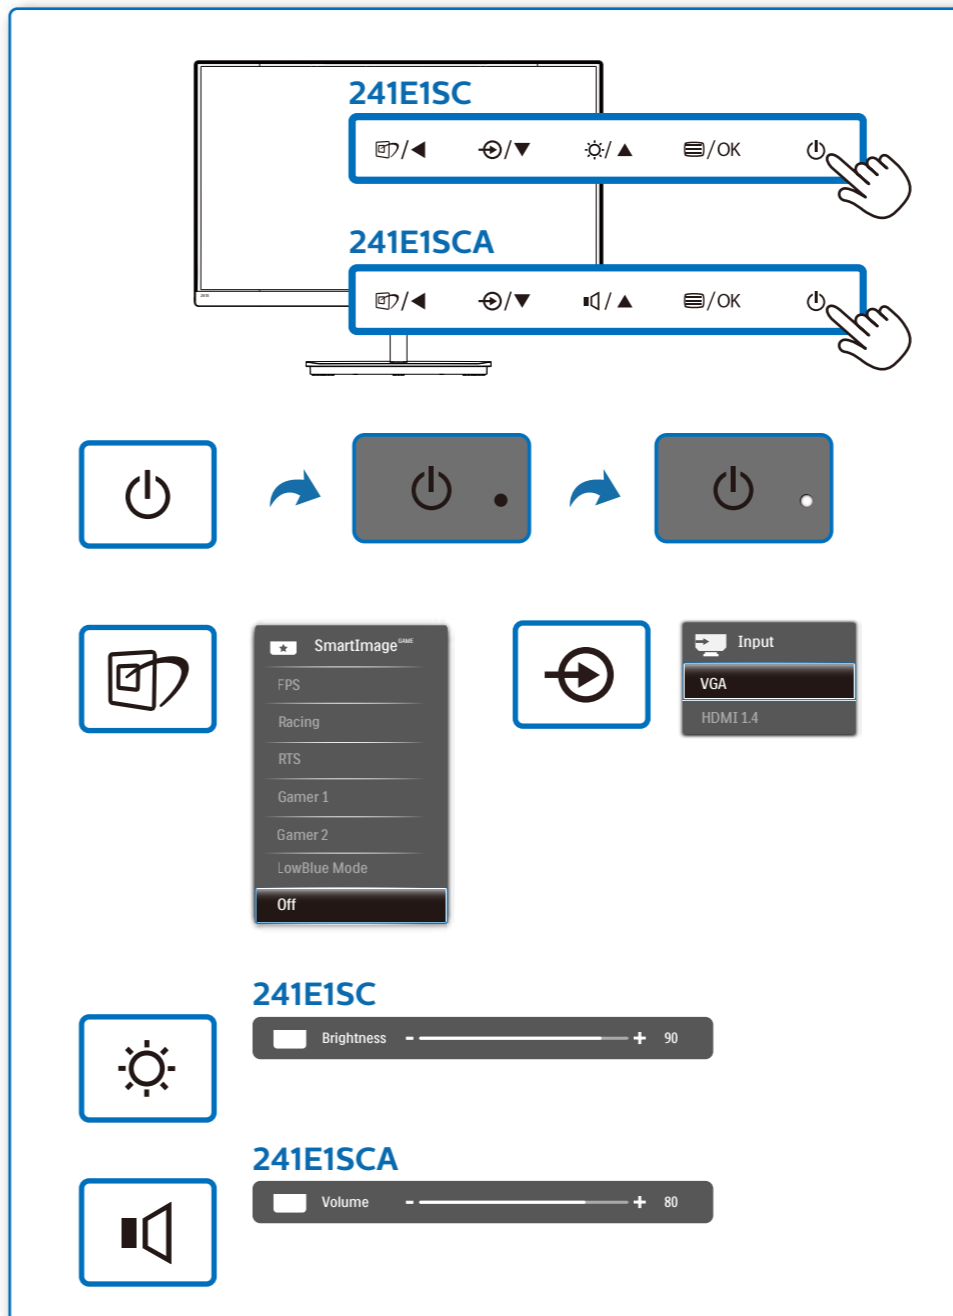 241E1SC
/◀ /▼ /▲ /OK
241E1SCA
/◀ /▼ /▲ /OK
SmartImage GAME
FPS
Racing
RTS
Gamer 1
Gamer 2
LowBlue Mode
Off
Input
VGA
HDMI 1.4
241E1SC
Brightness - + 90
241E1SCA
Volume - + 80